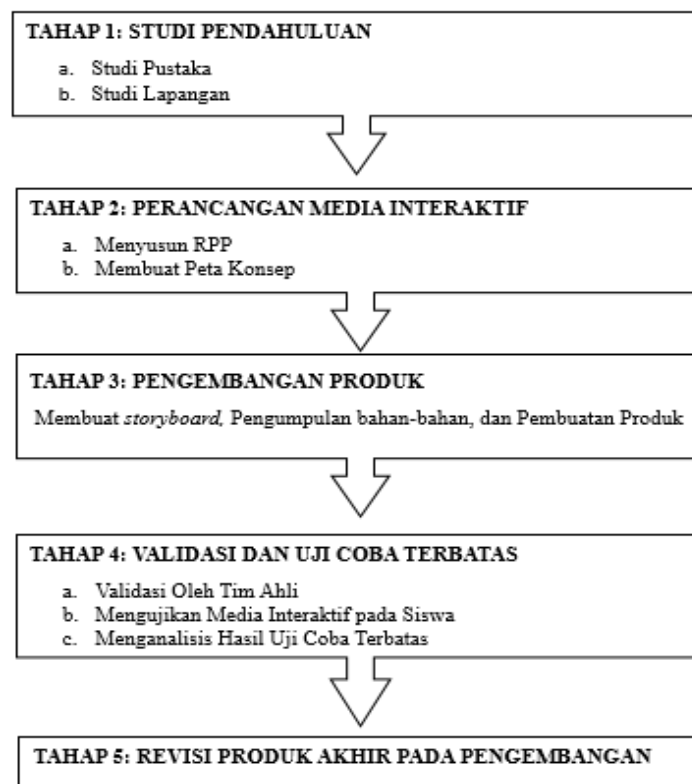 TAHAP 1: STUDI PENDAHULUAN
a. Studi Pustaka
b. Studi Lapangan
TAHAP 2: PERANCANGAN MEDIA INTERAKTIF
a. Menyusun RPP
b. Membuat Peta Konsep
TAHAP 3: PENGEMBANGAN PRODUK
Membuat storyboard, Pengumpulan bahan-bahan, dan Pembuatan Produk
TAHAP 4: VALIDASI DAN UJI COBA TERBATAS
a. Validasi Oleh Tim Ahli
b. Mengujikan Media Interaktif pada Siswa
c. Menganalisis Hasil Uji Coba Terbatas
TAHAP 5: REVISI PRODUK AKHIR PADA PENGEMBANGAN